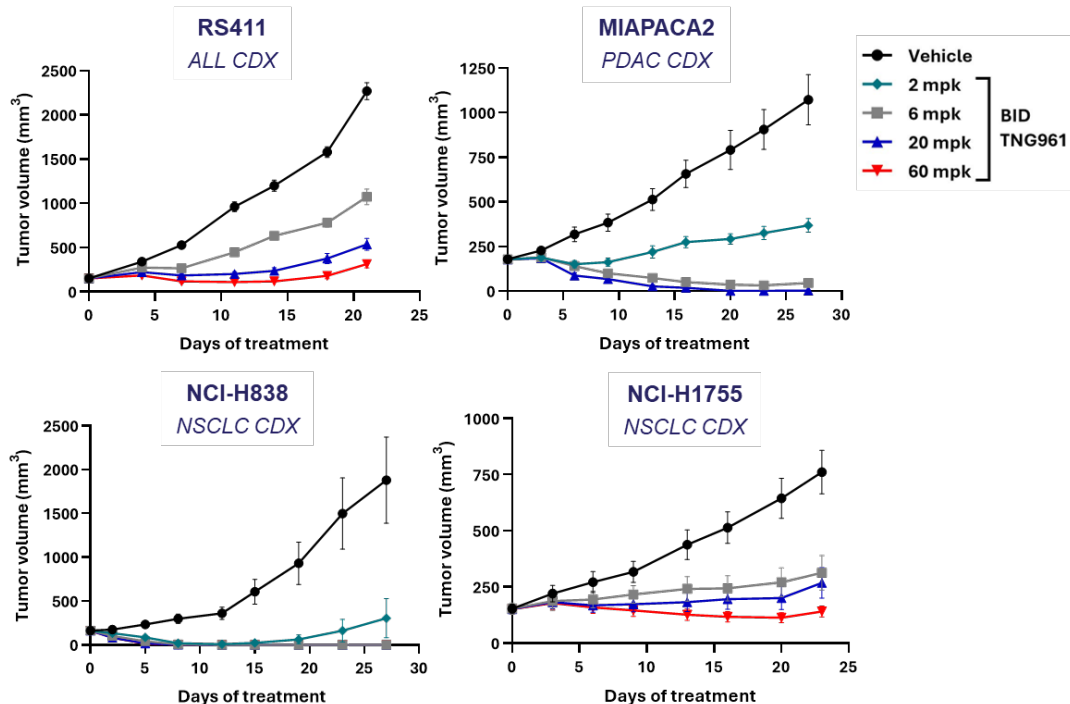 RS411
ALL CDX
Tumor volume (mm³)
2500
2000
1500
1000
500
0
0 5 10 15 20 25
Days of treatment
MIAPACA2
PDAC CDX
Tumor volume (mm³)
1250
1000
750
500
250
0
0 5 10 15 20 25 30
Days of treatment
Vehicle
2 mpk
6 mpk
20 mpk
60 mpk
BID
TNG961
NCI-H838
NSCLC CDX
Tumor volume (mm³)
2500
2000
1500
1000
500
0
0 5 10 15 20 25 30
Days of treatment
NCI-H1755
NSCLC CDX
Tumor volume (mm³)
1000
750
500
250
0
0 5 10 15 20 25
Days of treatment